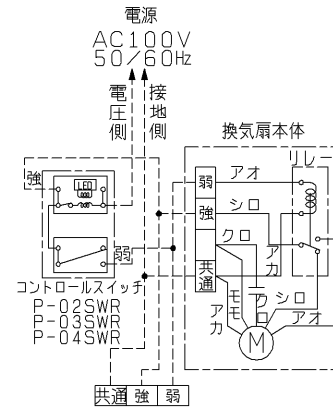 電源
AC100V
50/60Hz
電圧側
接地側
換気扇本体
リレー
強
LED
弱
コントロールスイッチ
P-02SWR
P-03SWR
P-04SWR
弱
強
共通
アオ
シロ
クロ
アカ
モモ
アカ
クロ
シロ
アオ
M
共通 強 弱